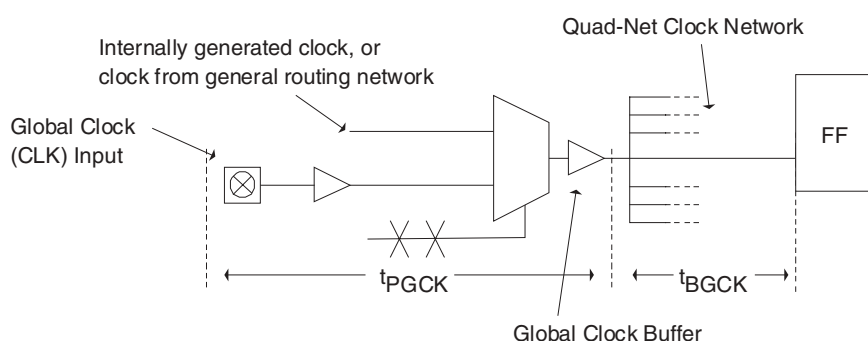 Quad-Net Clock Network
Internally generated clock, or
clock from general routing network
Global Clock
(CLK) Input
FF
tPGCK
tBGCK
Global Clock Buffer